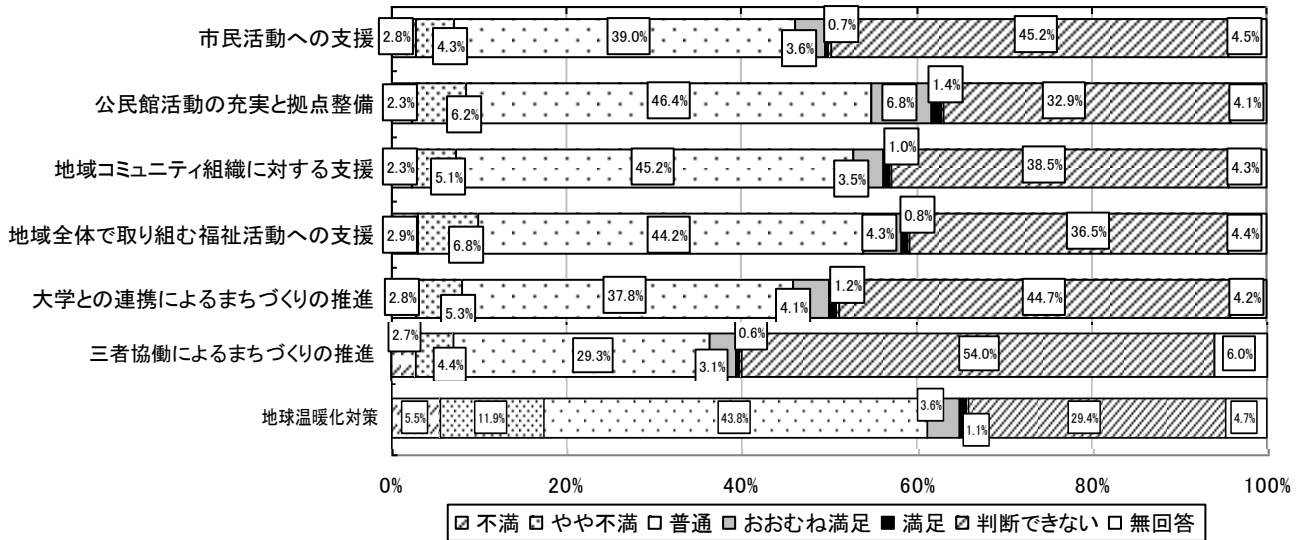 市民活動への支援 2.8% 4.3% 39.0% 3.6% 0.7% 45.2% 4.5%
公民館活動の充実と拠点整備 2.3% 6.2% 46.4% 6.8% 1.4% 32.9% 4.1%
地域コミュニティ組織に対する支援 2.3% 5.1% 45.2% 3.5% 1.0% 38.5% 4.3%
地域全体で取り組む福祉活動への支援 2.9% 6.8% 44.2% 4.3% 0.8% 36.5% 4.4%
大学との連携によるまちづくりの推進 2.8% 5.3% 37.8% 4.1% 1.2% 44.7% 4.2%
三者協働によるまちづくりの推進 2.7% 4.4% 29.3% 3.1% 0.6% 54.0% 6.0%
地球温暖化対策 5.5% 11.9% 43.8% 3.6% 1.1% 29.4% 4.7%
0% 20% 40% 60% 80% 100%
不満 やや不満 普通 おおむね満足 満足 判断できない 無回答